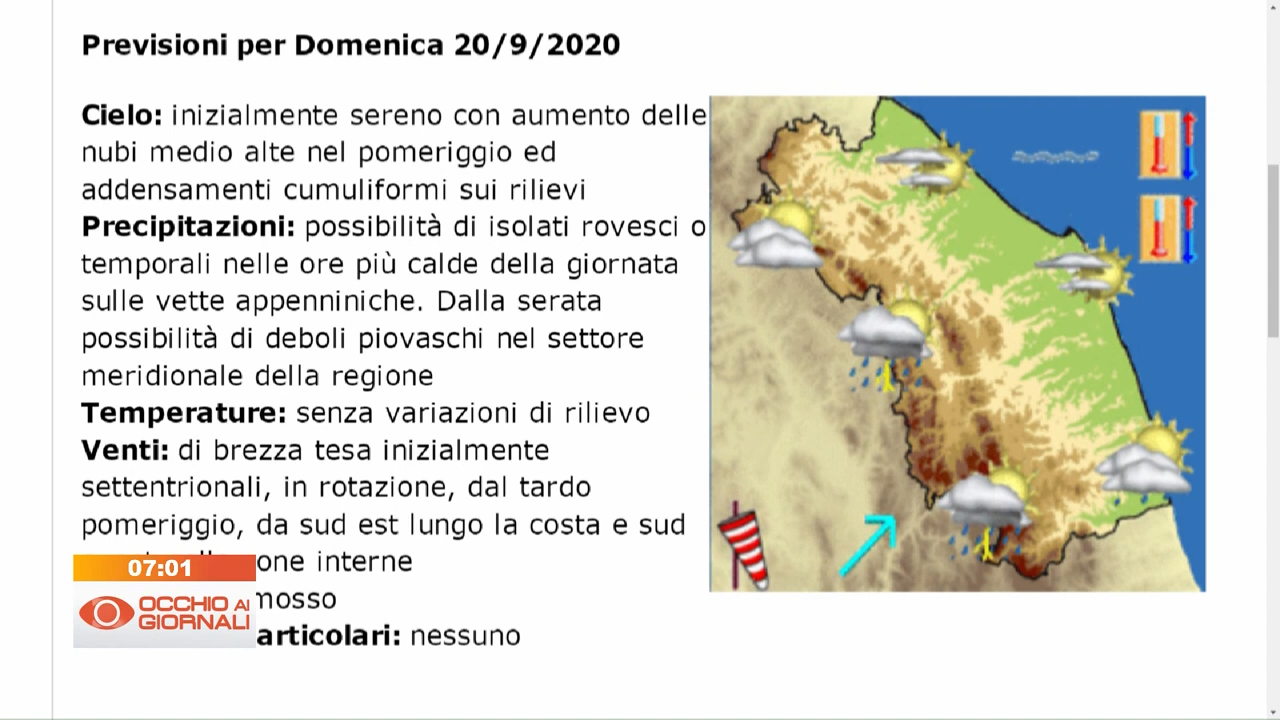 Previsioni per Domenica 20/9/2020
Cielo: inizialmente sereno con aumento delle
nubi medio alte nel pomeriggio ed
addensamenti cumuliformi sui rilievi
Precipitazioni: possibilità di isolati rovesci o
temporali nelle ore più calde della giornata
sulle vette appenniniche. Dalla serata
possibilità di deboli piovaschi nel settore
meridionale della regione
Temperature: senza variazioni di rilievo
Venti: di brezza tesa inizialmente
settentrionali, in rotazione, dal tardo
pomeriggio, da sud est lungo la costa e sud
interne
nessuno
07:01
OCCHIO AI
GIORNALI